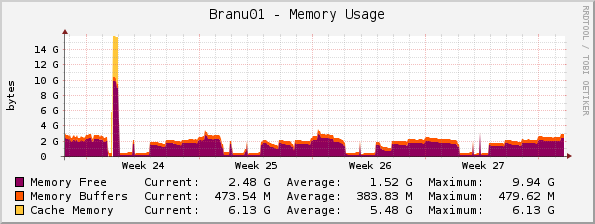 Branu01 - Memory Usage
RRDTOOL / TOBI OETIKER
bytes
14 G
12 G
10 G
8 G
6 G
4 G
2 G
0
Week 24 Week 25 Week 26 Week 27
Memory Free Current: 2.48 G Average: 1.52 G Maximum: 9.94 G
Memory Buffers Current: 473.54 M Average: 383.83 M Maximum: 479.62 M
Cache Memory Current: 6.13 G Average: 5.48 G Maximum: 6.13 G